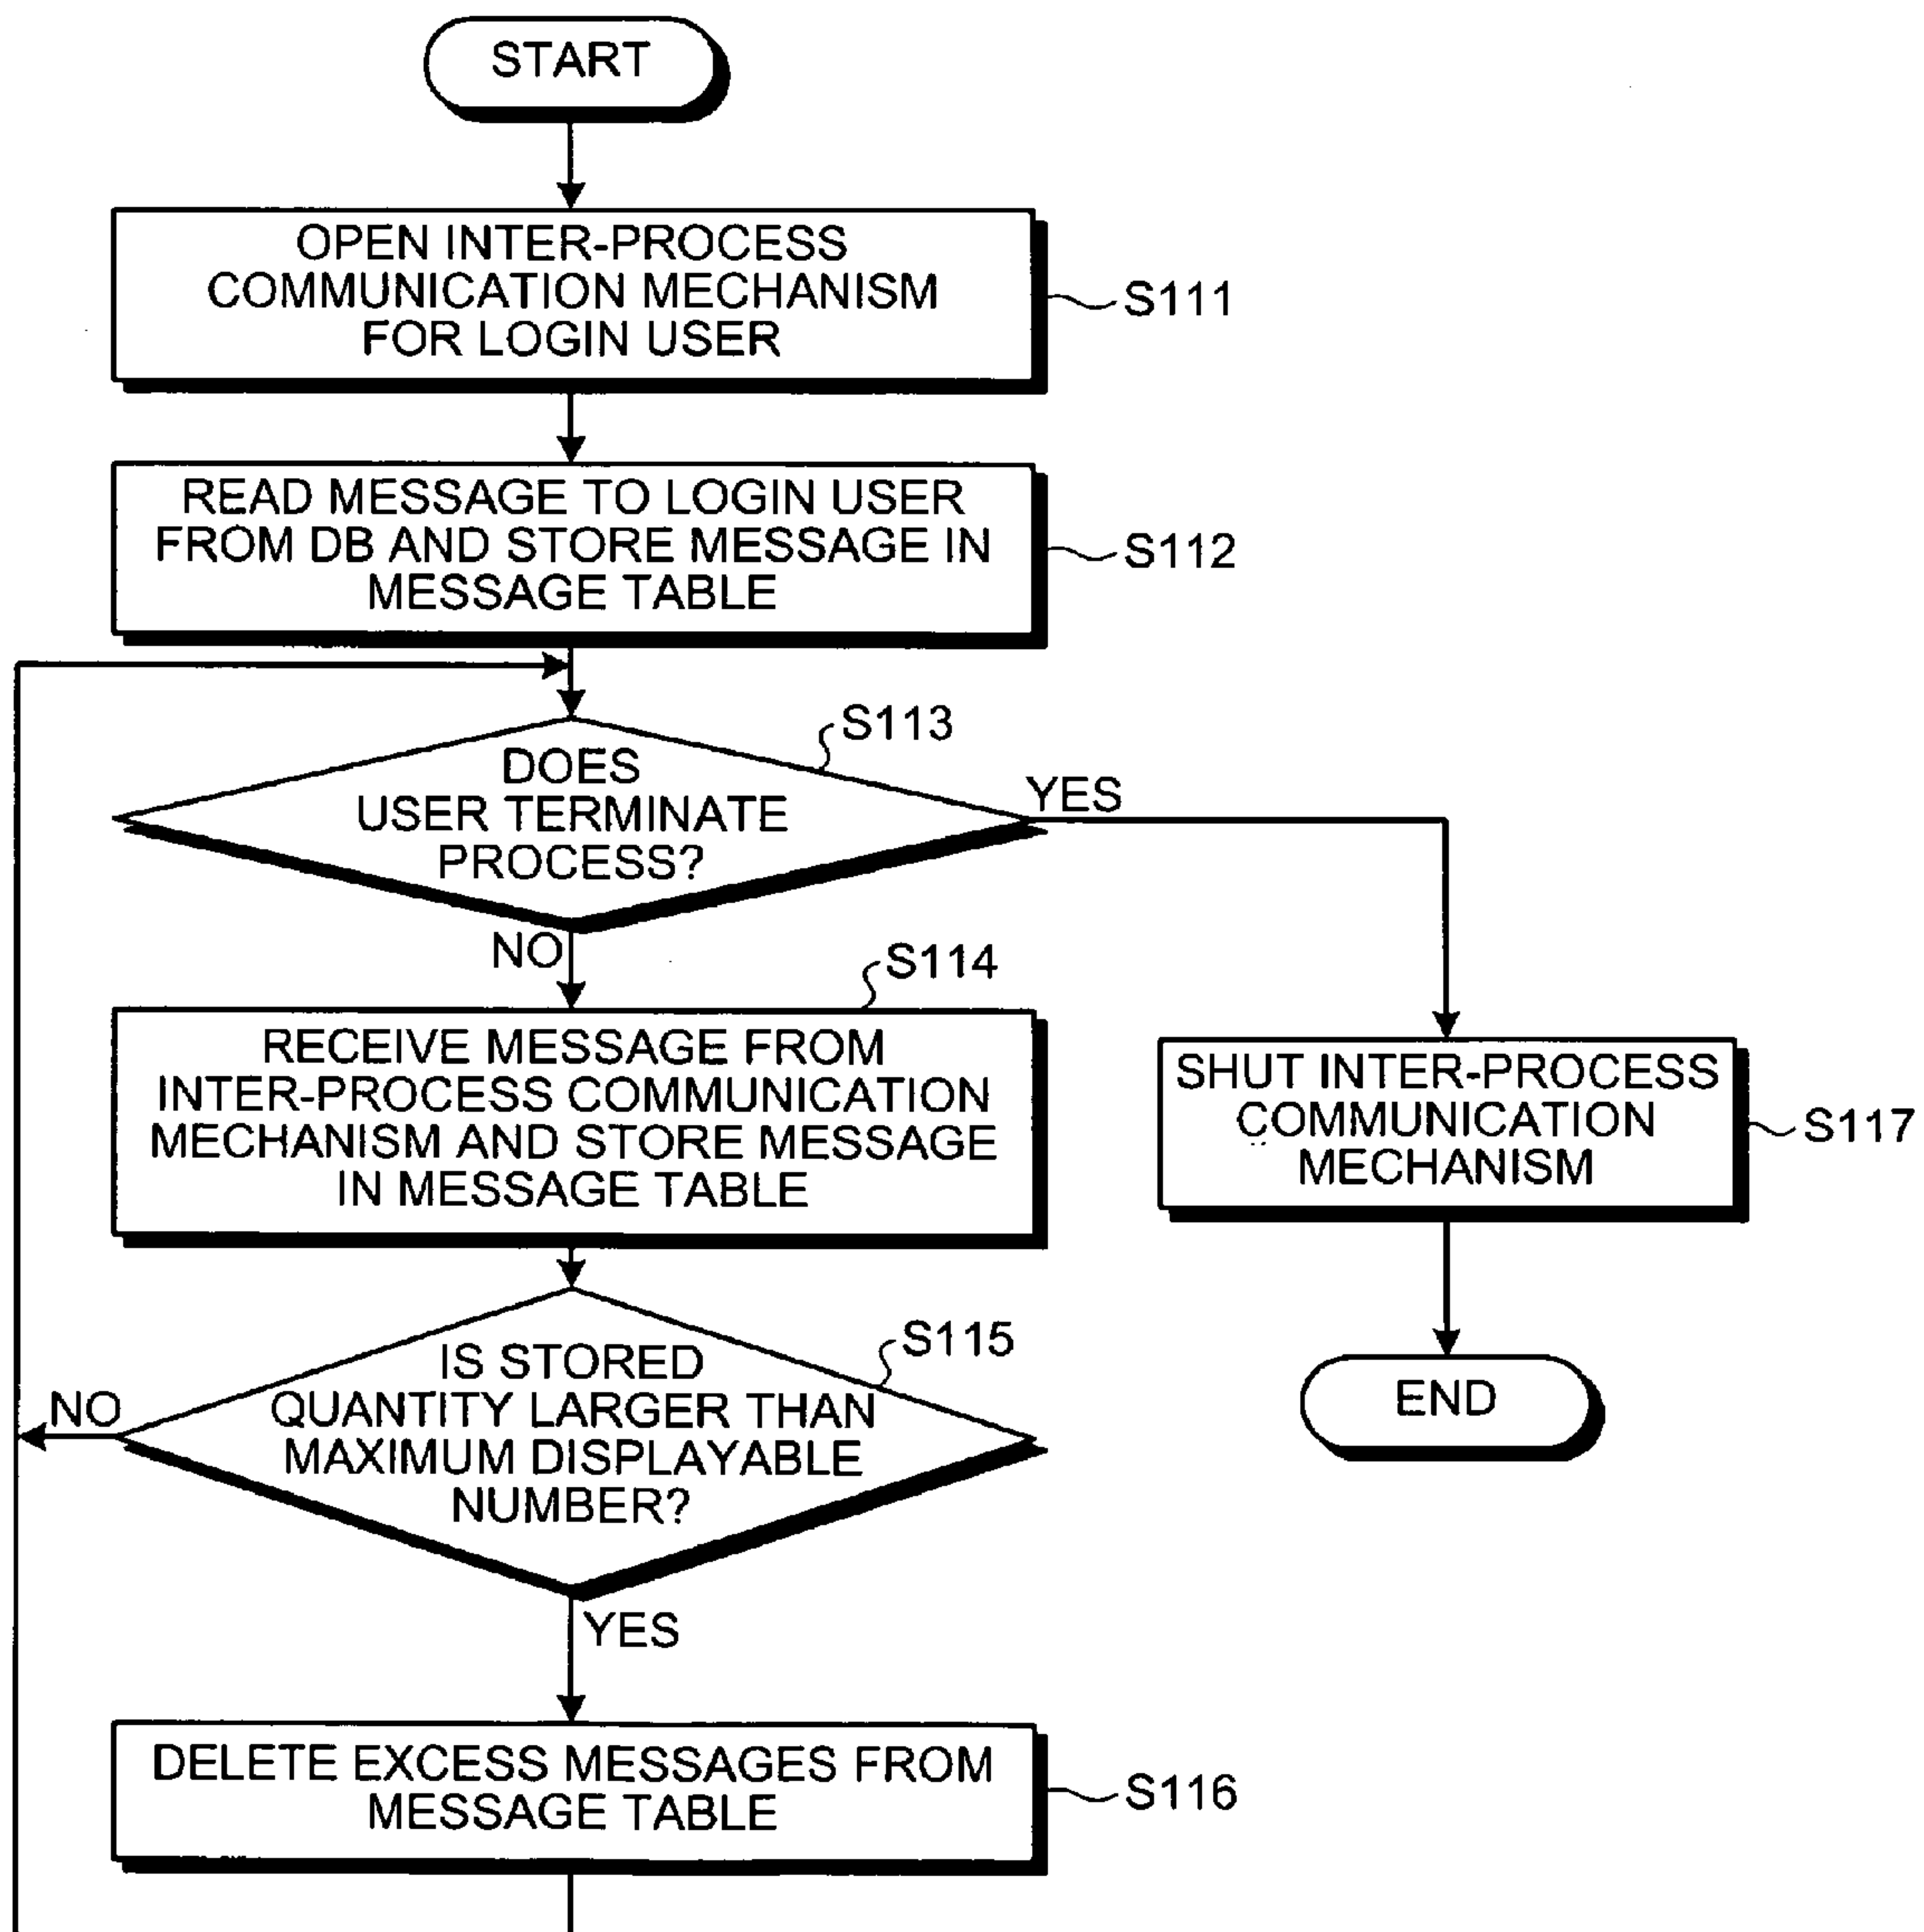 START
OPEN INTER-PROCESS
COMMUNICATION MECHANISM
FOR LOGIN USER
S111
READ MESSAGE TO LOGIN USER
FROM DB AND STORE MESSAGE IN
MESSAGE TABLE
S112
S113
DOES
USER TERMINATE
PROCESS?
YES
NO
S114
RECEIVE MESSAGE FROM
INTER-PROCESS COMMUNICATION
MECHANISM AND STORE MESSAGE
IN MESSAGE TABLE
SHUT INTER-PROCESS
COMMUNICATION
MECHANISM
S117
S115
IS STORED
QUANTITY LARGER THAN
MAXIMUM DISPLAYABLE
NUMBER?
NO
END
YES
DELETE EXCESS MESSAGES FROM
MESSAGE TABLE
S116